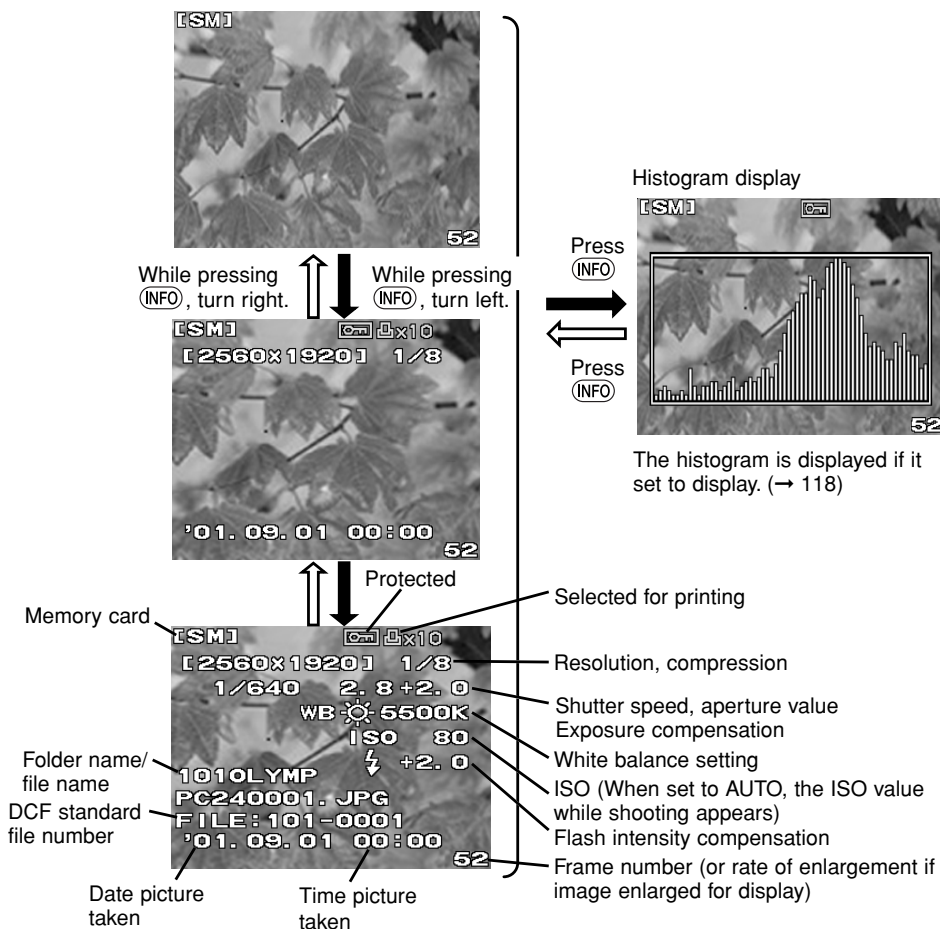 [SM]
52
While pressing
INFO, turn right.
While pressing
INFO, turn left.
[SM] x10
[2560×1920] 1/8
'01.09.01 00:00
52
Press
INFO
Press
INFO
Histogram display
[SM]
52
The histogram is displayed if it
set to display. (→ 118)
Protected
Memory card
Selected for printing
[SM] x10
[2560×1920] 1/8
Resolution, compression
1/640 2.8+2.0
Shutter speed, aperture value
Exposure compensation
WB 5500K
White balance setting
ISO 80
ISO (When set to AUTO, the ISO value
while shooting appears)
+2.0
Flash intensity compensation
Folder name/
file name
101OLYMP
PC240001.JPG
DCF standard
file number
FILE:101-0001
'01.09.01 00:00
52
Frame number (or rate of enlargement if
image enlarged for display)
Date picture
taken
Time picture
taken